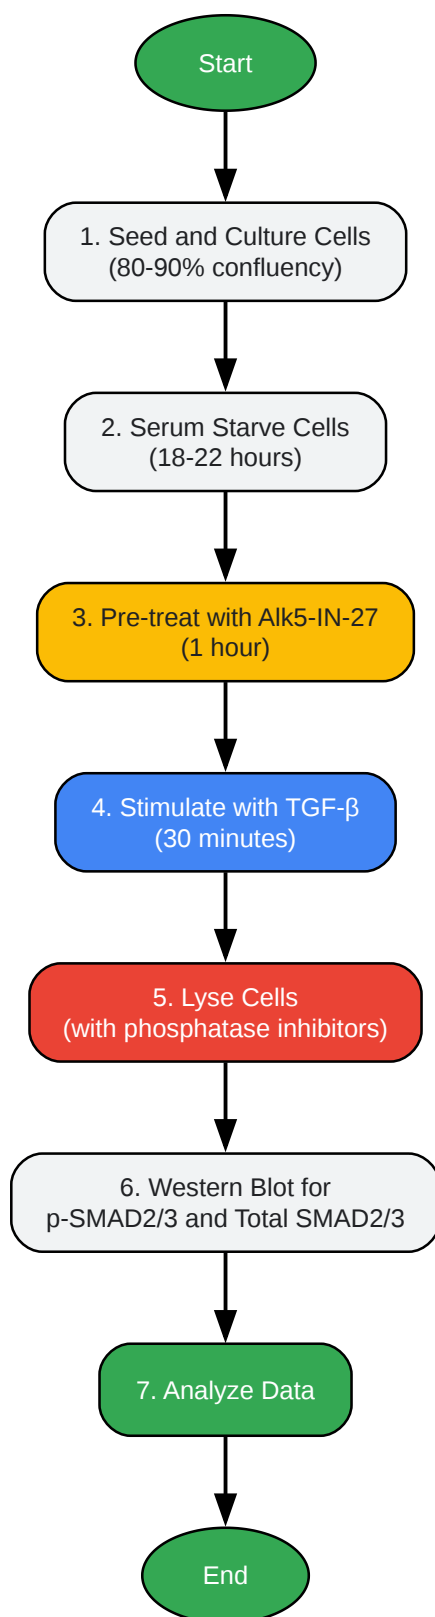 Start
1. Seed and Culture Cells
(80-90% confluency)
2. Serum Starve Cells
(18-22 hours)
3. Pre-treat with Alk5-IN-27
(1 hour)
4. Stimulate with TGF-β
(30 minutes)
5. Lyse Cells
(with phosphatase inhibitors)
6. Western Blot for
p-SMAD2/3 and Total SMAD2/3
7. Analyze Data
End